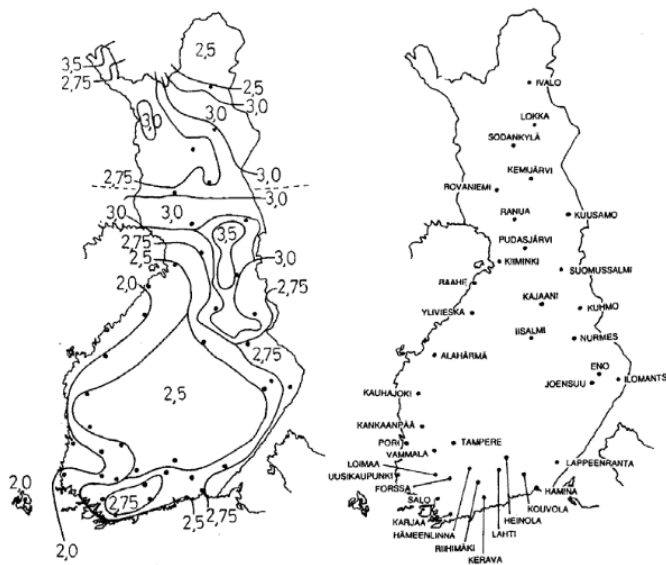 2,5
3,5
2,75
2,5
3,0
3,0
3,0
3,0
2,75
3,0
3,0
3,0
2,75
3,5
2,5
3,0
2,0
2,75
2,75
2,5
2,0
2,75
2,0
2,5
2,75
IVALO
LOKKA
SODANKYLÄ
KEMIJÄRVI
ROVANIEMI
RANUA
KUUSAMO
PUDASJÄRVI
KIIMINKI
SUOMUSSALMI
RAAHE
KAJAANI
KUHMO
YLIVIESKA
IISALMI
NURMES
ALAHÄRMÄ
ENO
JOENSUU
ILOMANTS
KAUHAJOKI
KANKAANPÄÄ
PORI
TAMPERE
VAMMALA
LOIMAA
LAPPEENRANTA
UUSIKAUPUNKI
FORSSA
SALO
HAMINA
KOUVOLA
KARJAA
HEINOLA
HÄMEENLINNA
LAHTI
RIIHIMÄKI
KERAVA